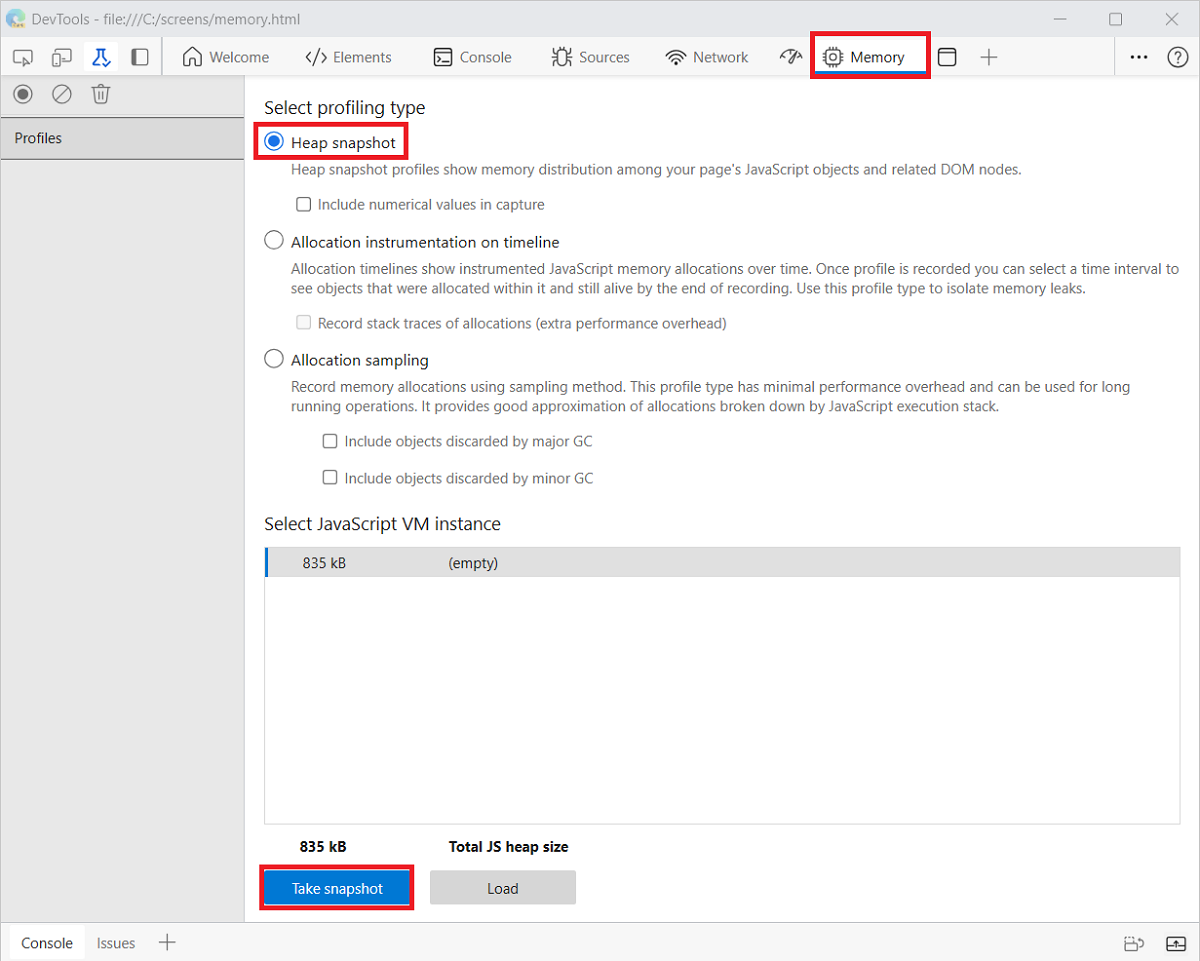 DevTools - file:///C:/screens/memory.html
Welcome
Elements
Console
Sources
Network
Memory
Profiles
Select profiling type
Heap snapshot
Heap snapshot profiles show memory distribution among your page's JavaScript objects and related DOM nodes.
Include numerical values in capture
Allocation instrumentation on timeline
Allocation timelines show instrumented JavaScript memory allocations over time. Once profile is recorded you can select a time interval to
see objects that were allocated within it and still alive by the end of recording. Use this profile type to isolate memory leaks.
Record stack traces of allocations (extra performance overhead)
Allocation sampling
Record memory allocations using sampling method. This profile type has minimal performance overhead and can be used for long
running operations. It provides good approximation of allocations broken down by JavaScript execution stack.
Include objects discarded by major GC
Include objects discarded by minor GC
Select JavaScript VM instance
835 kB (empty)
835 kB Total JS heap size
Take snapshot Load
Console Issues